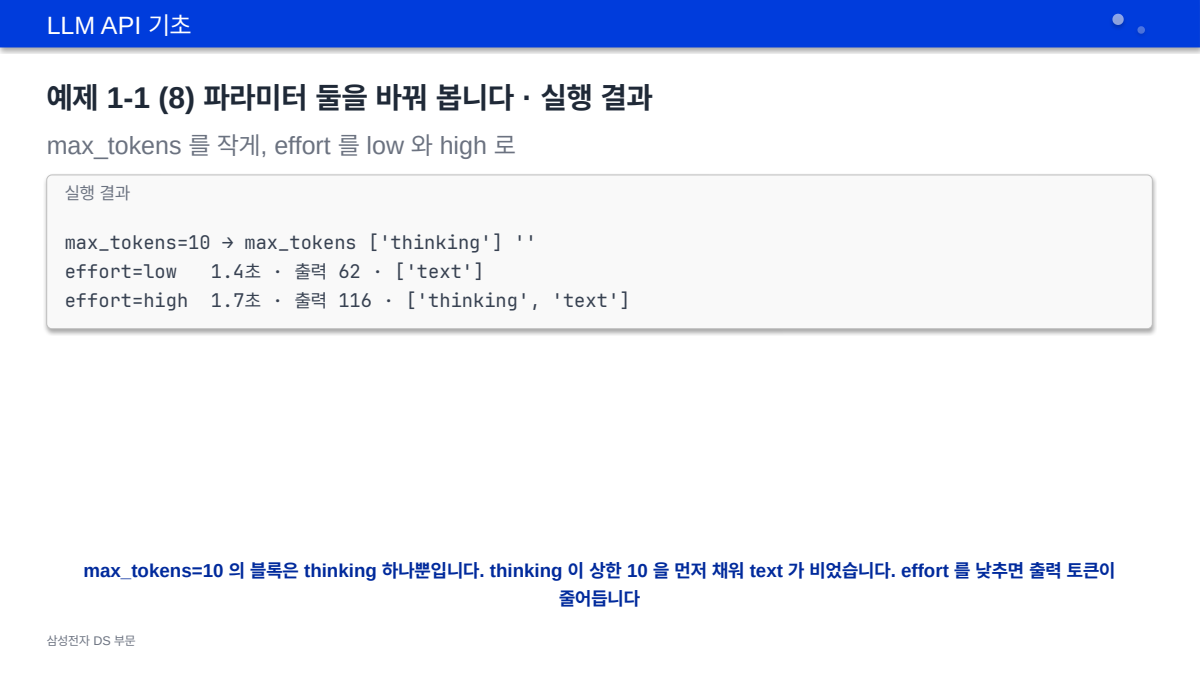 LLM API 기초
예제 1-1 (8) 파라미터 둘을 바꿔 봅니다 · 실행 결과
max_tokens 를 작게, effort 를 low 와 high 로
실행 결과
max_tokens=10 → max_tokens ['thinking'] ''
effort=low   1.4초 · 출력 62 · ['text']
effort=high  1.7초 · 출력 116 · ['thinking', 'text']
max_tokens=10 의 블록은 thinking 하나뿐입니다. thinking 이 상한 10 을 먼저 채워 text 가 비었습니다. effort 를 낮추면 출력 토큰이
줄어듭니다
삼성전자 DS 부문